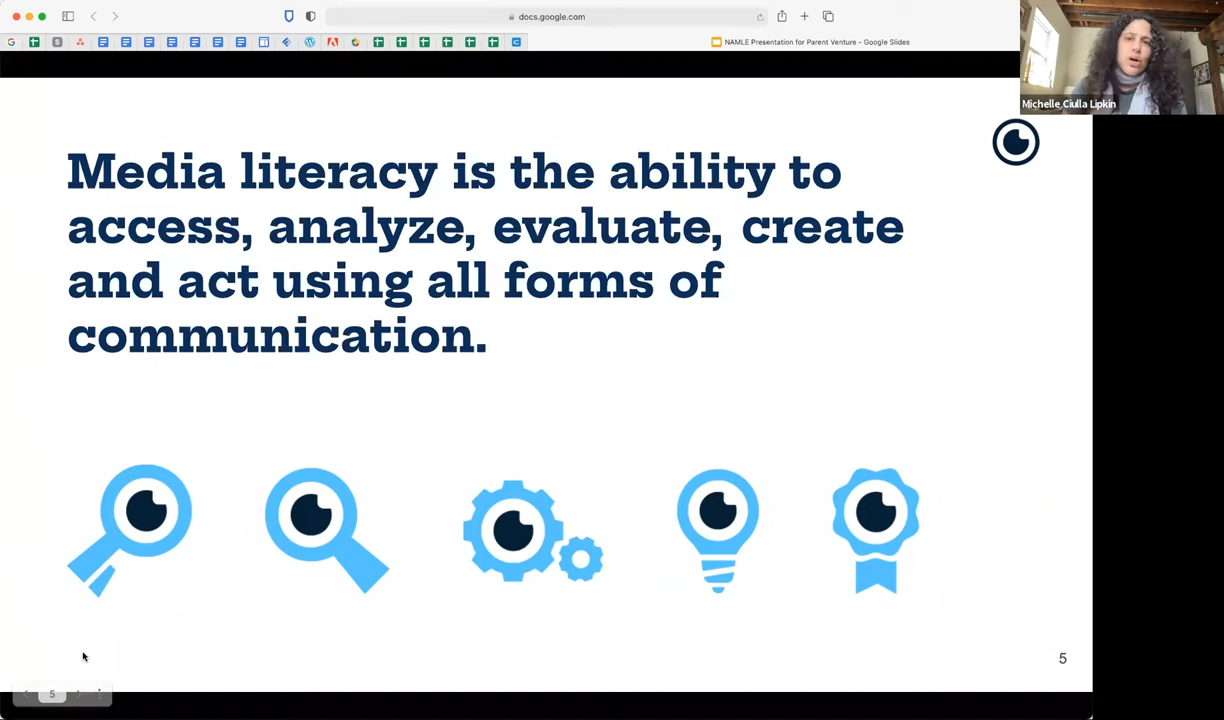 docs.google.com
NAMLE Presentation for Parent Venture - Google Slides
Michelle Ciulla Lipkin
Media literacy is the ability to
access, analyze, evaluate, create
and act using all forms of
communication.
5
5